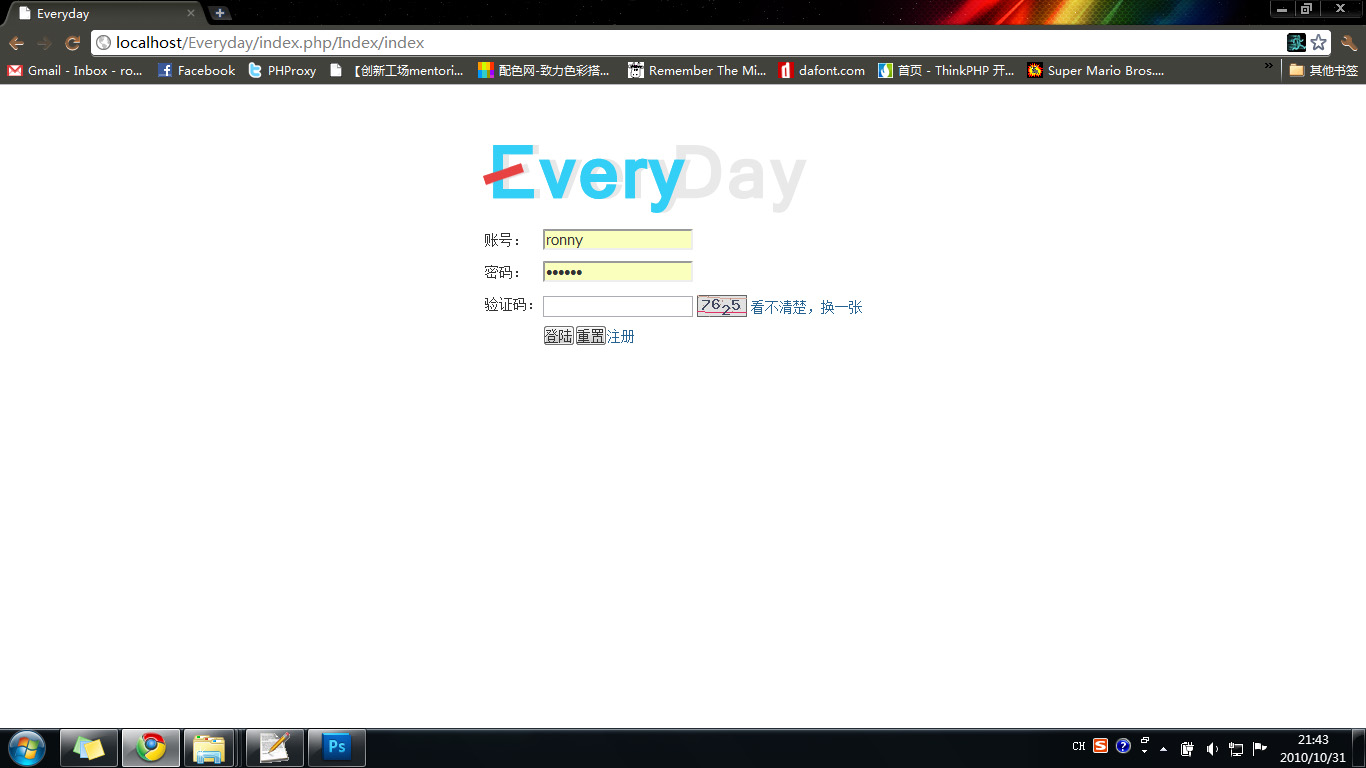 Everyday
localhost/Everyday/index.php/Index/index
Gmail - Inbox - ro... Facebook PHProxy 【创新工场mentori... 配色网-致力色彩搭... Remember The Mi... dafont.com 首页 - ThinkPHP 开... Super Mario Bros.... » 其他书签
EveryDay
账号： ronny
密码： ••••••
验证码： 7625 看不清楚，换一张
登陆 重置 注册
Ps CH S ? 21:43
2010/10/31